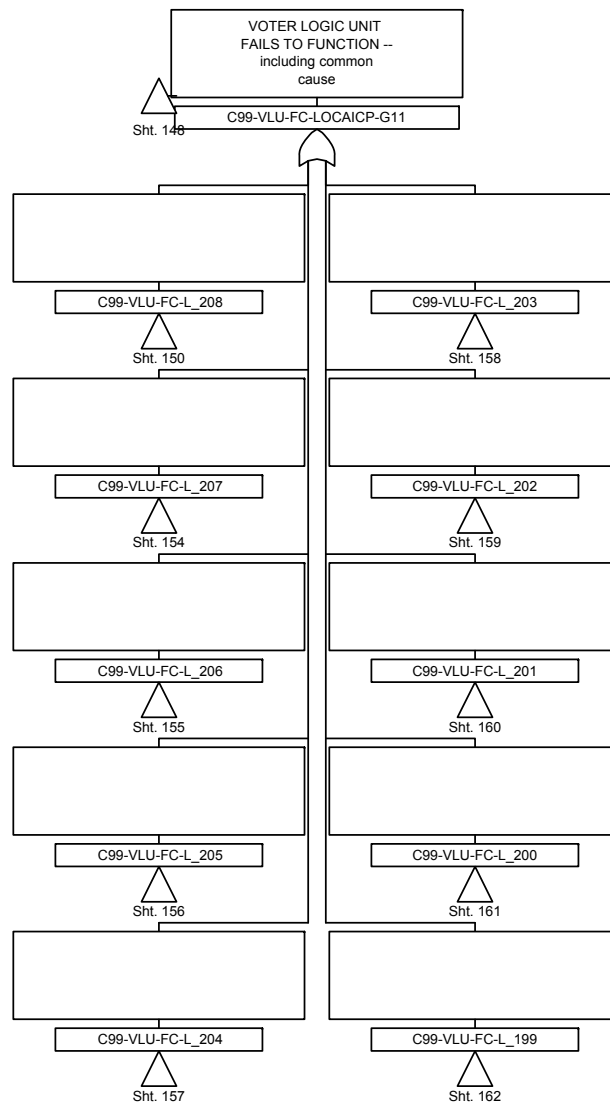 VOTER LOGIC UNIT
FAILS TO FUNCTION --
including common
cause
C99-VLU-FC-LOCAICP-G11
Sht. 148
C99-VLU-FC-L_208
Sht. 150
C99-VLU-FC-L_203
Sht. 158
C99-VLU-FC-L_207
Sht. 154
C99-VLU-FC-L_202
Sht. 159
C99-VLU-FC-L_206
Sht. 155
C99-VLU-FC-L_201
Sht. 160
C99-VLU-FC-L_205
Sht. 156
C99-VLU-FC-L_200
Sht. 161
C99-VLU-FC-L_204
Sht. 157
C99-VLU-FC-L_199
Sht. 162